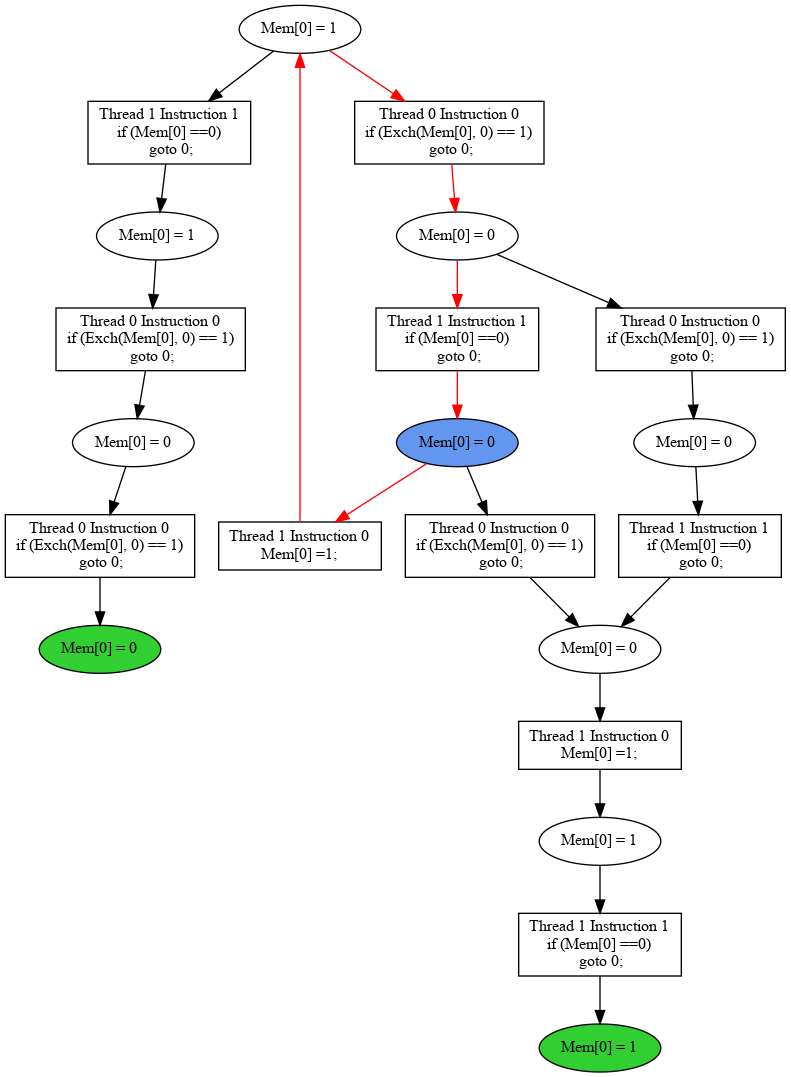 Mem[0] = 1
Thread 1 Instruction 1
if (Mem[0] ==0)
goto 0;
Thread 0 Instruction 0
if (Exch(Mem[0], 0) == 1)
goto 0;
Mem[0] = 1
Mem[0] = 0
Thread 0 Instruction 0
if (Exch(Mem[0], 0) == 1)
goto 0;
Thread 1 Instruction 1
if (Mem[0] ==0)
goto 0;
Thread 0 Instruction 0
if (Exch(Mem[0], 0) == 1)
goto 0;
Mem[0] = 0
Mem[0] = 0
Mem[0] = 0
Thread 0 Instruction 0
if (Exch(Mem[0], 0) == 1)
goto 0;
Thread 1 Instruction 0
Mem[0] =1;
Thread 0 Instruction 0
if (Exch(Mem[0], 0) == 1)
goto 0;
Thread 1 Instruction 1
if (Mem[0] ==0)
goto 0;
Mem[0] = 0
Mem[0] = 0
Thread 1 Instruction 0
Mem[0] =1;
Mem[0] = 1
Thread 1 Instruction 1
if (Mem[0] ==0)
goto 0;
Mem[0] = 1